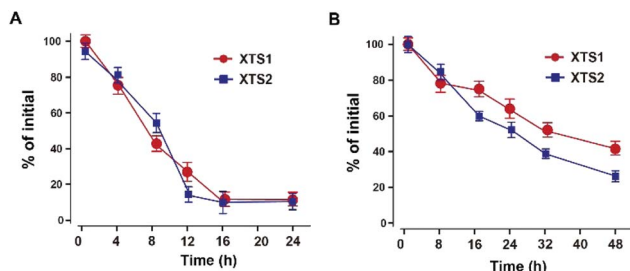 A
XTS1
XTS2
% of initial
100
80
60
40
20
0 4 8 12 16 20 24
Time (h)
B
XTS1
XTS2
% of initial
100
80
60
40
20
0
0 8 16 24 32 40 48
Time (h)